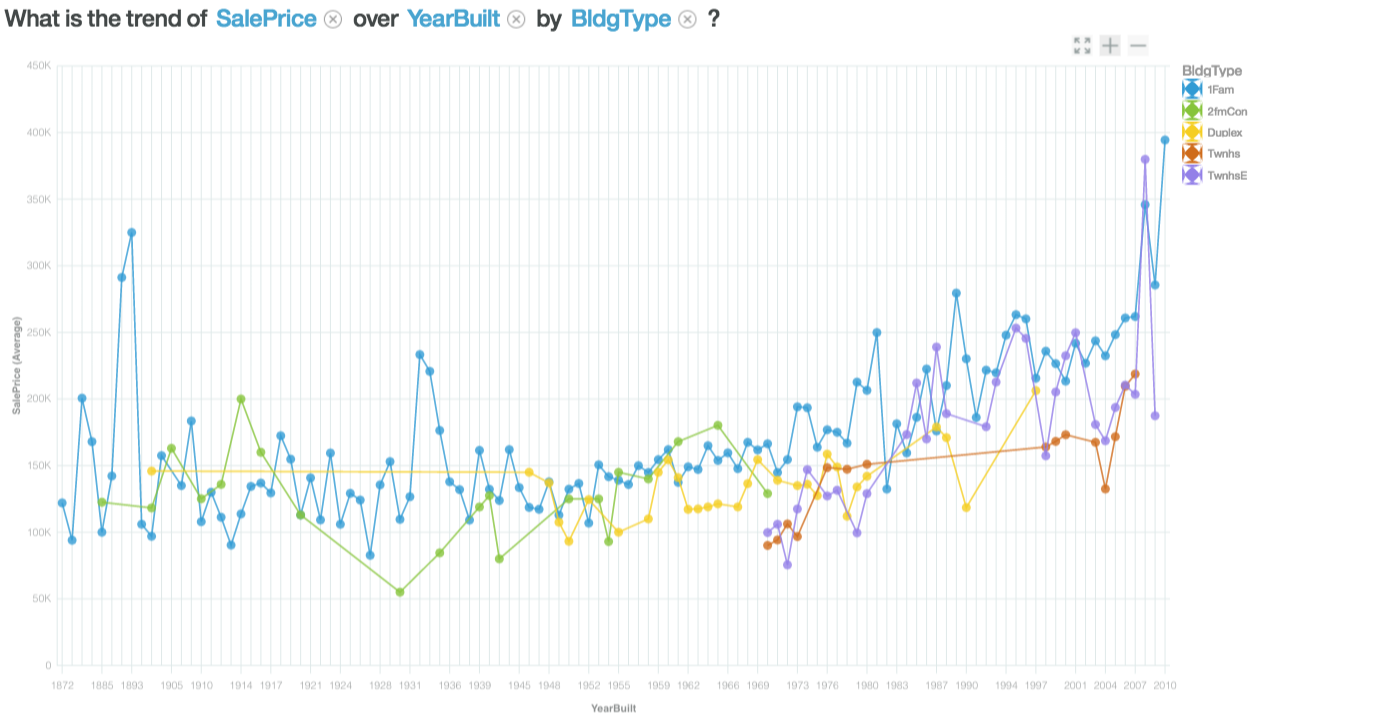 What is the trend of SalePrice over YearBuilt by BldgType ?
BldgType
1Fam
2fmCon
Duplex
Twnhs
TwnhsE
450K
400K
350K
300K
250K
200K
150K
100K
50K
0
SalePrice (Average)
1872 1885 1893 1905 1910 1914 1917 1921 1924 1928 1931 1936 1939 1945 1948 1952 1955 1959 1962 1966 1969 1973 1976 1980 1983 1987 1990 1994 1997 2001 2004 2007 2010
YearBuilt